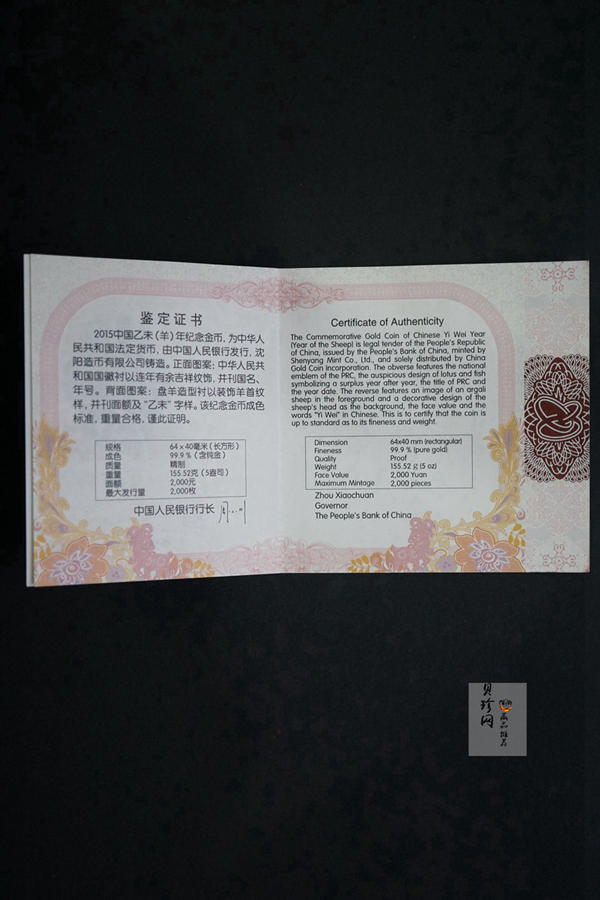 鉴定证书
2015中国乙未(羊)年纪念金币，为中华人
民共和国法定货币，由中国人民银行发行，沈
阳造币有限公司铸造。正面图案：中华人民共
和国国徽衬以连年有余吉祥纹饰，并刊国名、
年号。背面图案：盘羊造型衬以装饰羊首纹
样，并刊面额及“乙未”字样。该纪念金币成色
标准，重量合格，谨此证明。
规格 64×40毫米(长方形)
成色 99.9％(含纯金)
质量 精制
重量 155.52克(5盎司)
面额 2,000元
最大发行量 2,000枚
中国人民银行行长
Certificate of Authenticity
The Commemorative Gold Coin of Chinese Yi Wei Year
(Year of the Sheep) is legal tender of the People's Republic
of China, issued by the People's Bank of China, minted by
Shenyang Mint Co., Ltd., and solely distributed by China
Gold Coin Incorporation. The obverse features the national
emblem of the PRC, the auspicious design of lotus and fish
symbolizing a surplus year after year, the title of PRC and
the year date. The reverse features an image of an argali
sheep in the foreground and a decorative design of the
sheep's head as the background, the face value and the
words "Yi Wei" in Chinese. This is to certify that the coin is
up to standard as to its fineness and weight.
Dimension 64x40 mm (rectangular)
Fineness 99.9 % (pure gold)
Quality Proof
Weight 155.52 g (5 oz)
Face Value 2,000 Yuan
Maximum Mintage 2,000 pieces
Zhou Xiaochuan
Governor
The People's Bank of China
贝珍网
商品推荐